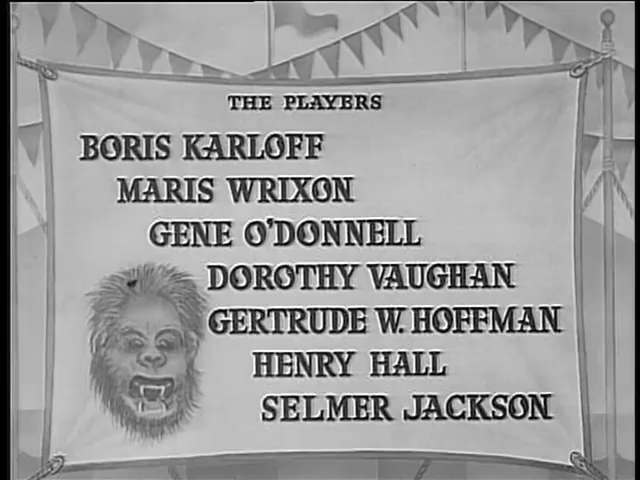 THE PLAYERS
BORIS KARLOFF
MARIS WRIXON
GENE O'DONNELL
DOROTHY VAUGHAN
GERTRUDE W. HOFFMAN
HENRY HALL
SELMER JACKSON